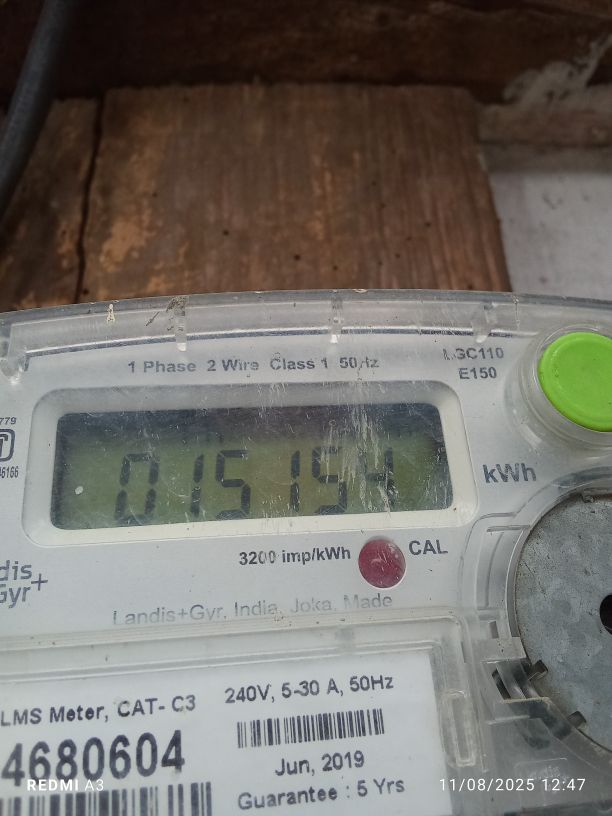 1 Phase 2 Wire Class 1 50Hz
E150
015154
kWh
3200 imp/kWh
CAL
Landis+Gyr, India, Joka, Made
LMS Meter, CAT- C3
4680604
240V, 5-30 A, 50Hz
Jun, 2019
Guarantee : 5 Yrs
REDMI A3
11/08/2025 12:47